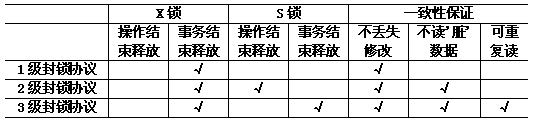 X 锁 S 锁 一致性保证
操作结 事务结 操作结 事务结 不丢失 不读'脏' 可重
束释放 束释放 束释放 束释放 修改 数据 复读
1级封锁协议 √ √
2级封锁协议 √ √ √ √
3级封锁协议 √ √ √ √ √